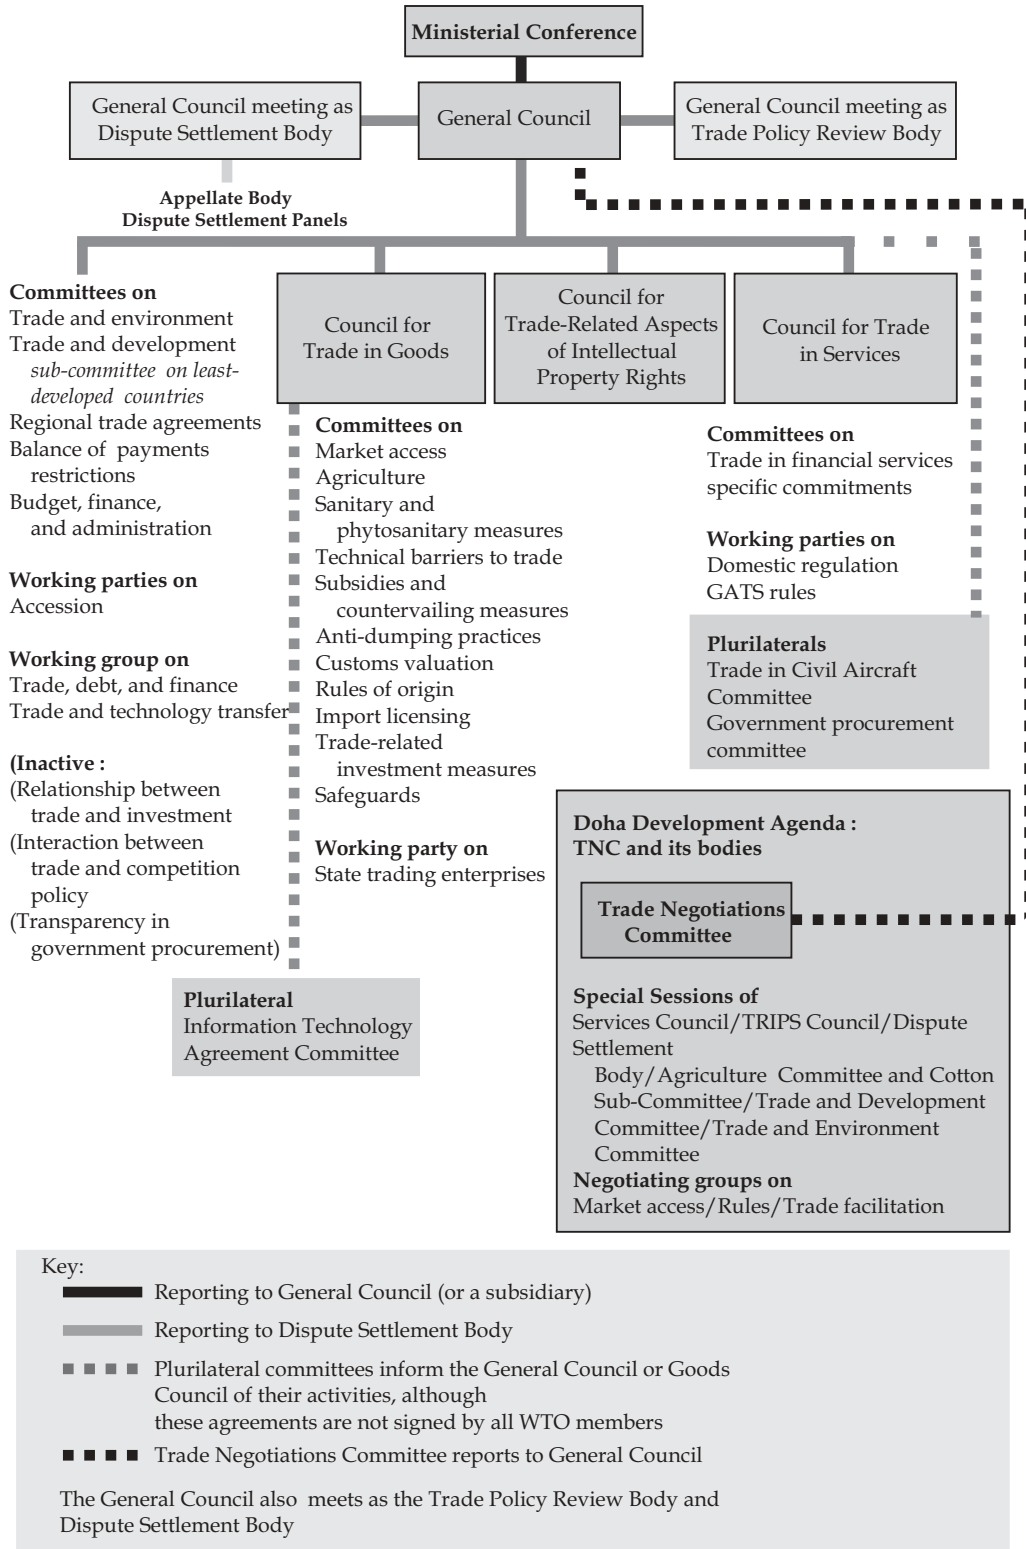 Ministerial Conference
General Council meeting as
Dispute Settlement Body
General Council
General Council meeting as
Trade Policy Review Body
Appellate Body
Dispute Settlement Panels
Committees on
Trade and environment
Trade and development
sub-committee on least-
developed countries
Regional trade agreements
Balance of payments
restrictions
Budget, finance,
and administration
Working parties on
Accession
Working group on
Trade, debt, and finance
Trade and technology transfer
(Inactive :
(Relationship between
trade and investment
(Interaction between
trade and competition
policy
(Transparency in
government procurement)
Council for
Trade in Goods
Committees on
Market access
Agriculture
Sanitary and
phytosanitary measures
Technical barriers to trade
Subsidies and
countervailing measures
Anti-dumping practices
Customs valuation
Rules of origin
Import licensing
Trade-related
investment measures
Safeguards
Working party on
State trading enterprises
Plurilateral
Information Technology
Agreement Committee
Council for
Trade-Related Aspects
of Intellectual
Property Rights
Council for Trade
in Services
Committees on
Trade in financial services
specific commitments
Working parties on
Domestic regulation
GATS rules
Plurilaterals
Trade in Civil Aircraft
Committee
Government procurement
committee
Doha Development Agenda :
TNC and its bodies
Trade Negotiations
Committee
Special Sessions of
Services Council/TRIPS Council/Dispute
Settlement
Body/Agriculture Committee and Cotton
Sub-Committee/Trade and Development
Committee/Trade and Environment
Committee
Negotiating groups on
Market access/Rules/Trade facilitation
Key:
Reporting to General Council (or a subsidiary)
Reporting to Dispute Settlement Body
Plurilateral committees inform the General Council or Goods
Council of their activities, although
these agreements are not signed by all WTO members
Trade Negotiations Committee reports to General Council
The General Council also meets as the Trade Policy Review Body and
Dispute Settlement Body